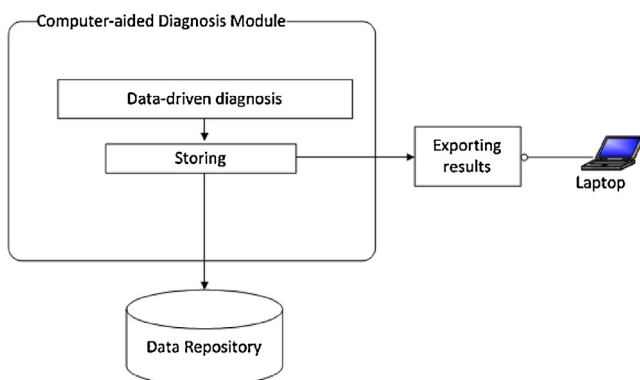 Computer-aided Diagnosis Module
Data-driven diagnosis
Storing
Exporting
results
Laptop
Data Repository